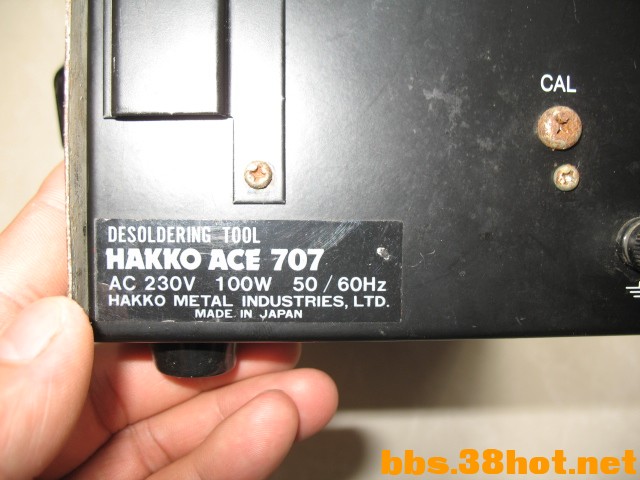 CAL
DESOLDERING TOOL
HAKKO ACE 707
AC 230V 100W 50 / 60Hz
HAKKO METAL INDUSTRIES, LTD.
MADE IN JAPAN
bbs.38hot.net